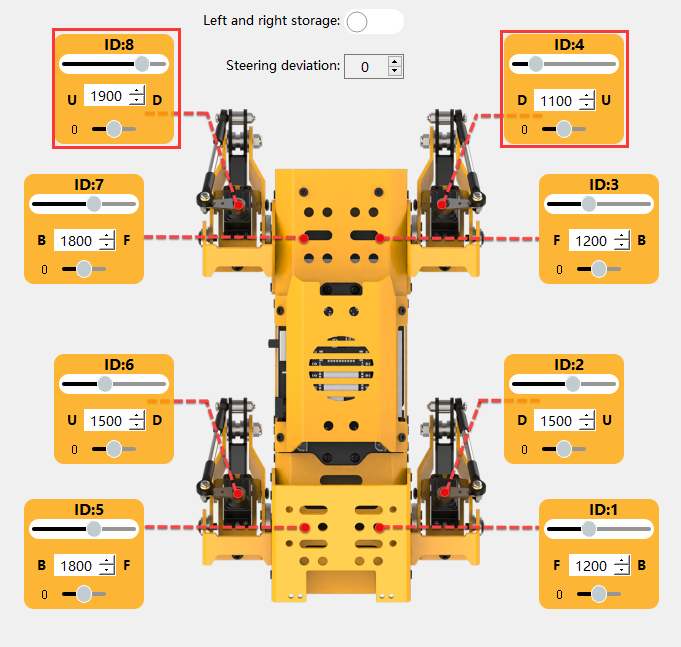 Left and right storage:
Steering deviation: 0
ID:8
U 1900 D
0
ID:4
D 1100 U
0
ID:7
B 1800 F
0
ID:3
F 1200 B
0
ID:6
U 1500 D
0
ID:2
D 1500 U
0
ID:5
B 1800 F
0
ID:1
F 1200 B
0